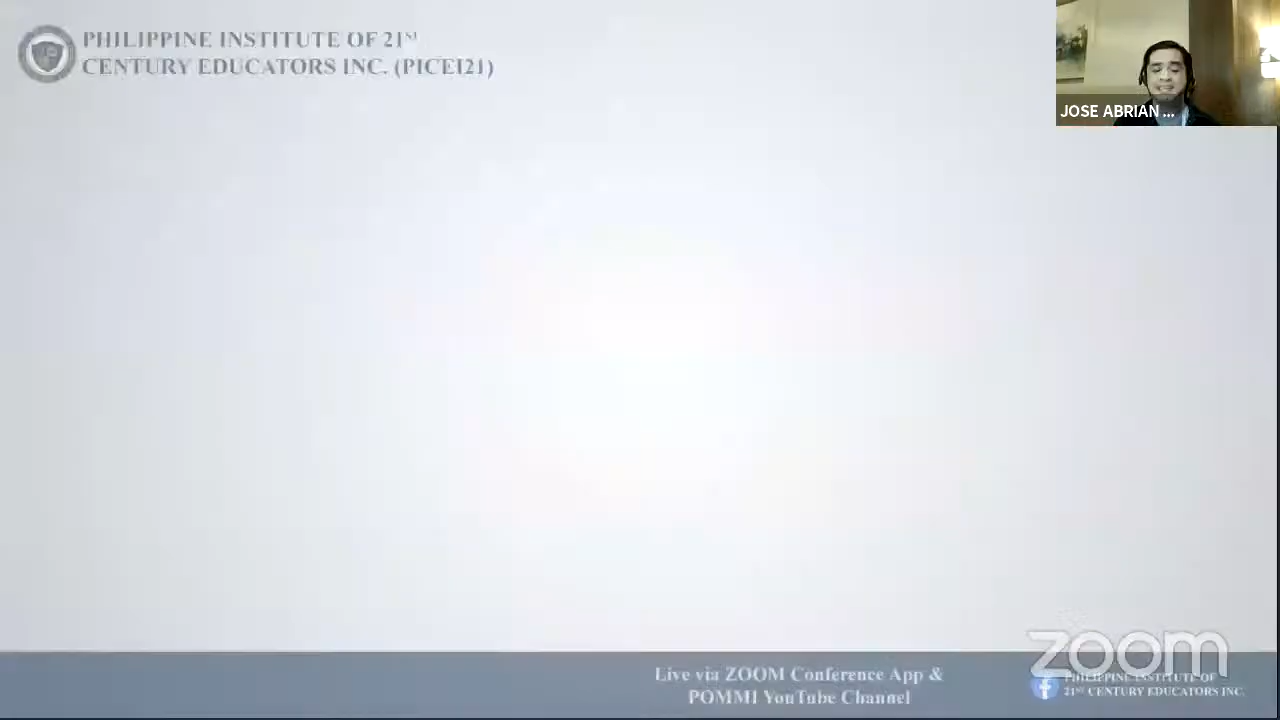 PHILIPPINE INSTITUTE OF 21ST
CENTURY EDUCATORS INC. (PICEI21)
JOSE ABRIAN ...
zoom
Live via ZOOM Conference App &
POMMI YouTube Channel
PHILIPPINE INSTITUTE OF
21ST CENTURY EDUCATORS INC.